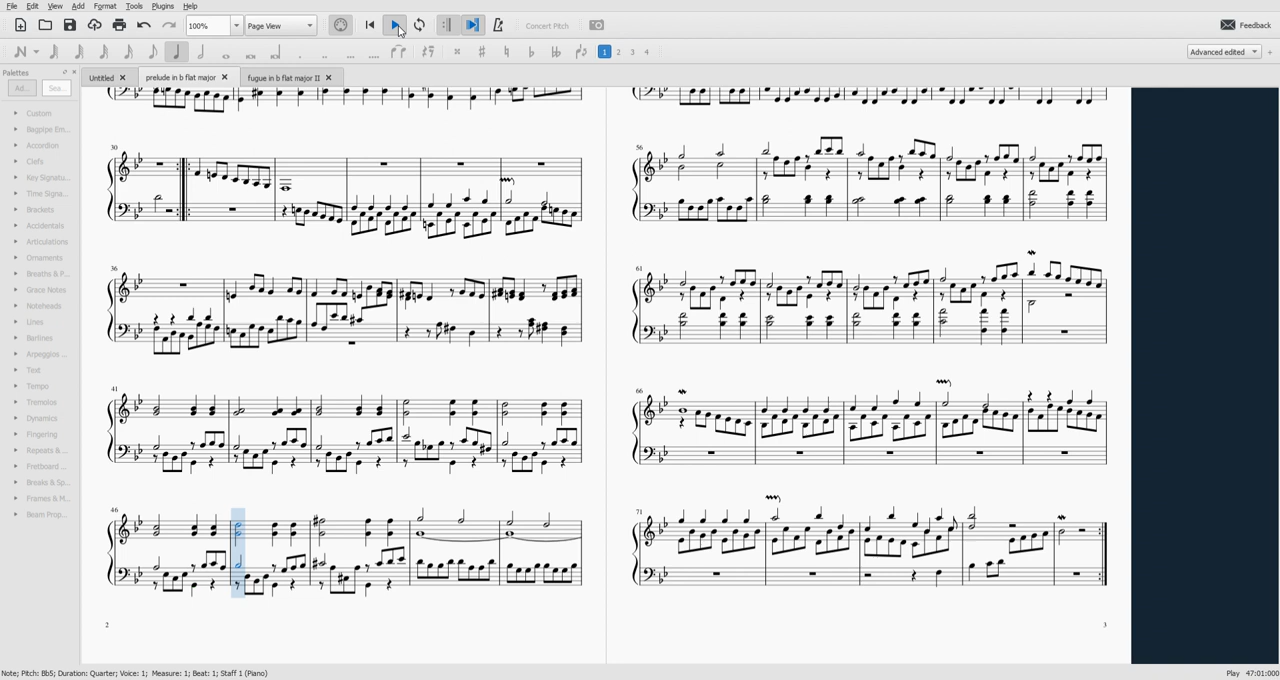 File Edit View Add Format Tools Plugins Help
100% Page View Concert Pitch Feedback
1 2 3 4 Advanced edited +
Palettes
Untitled prelude in b flat major fugue in b flat major II
Ad... Sea...
Custom
Bagpipe Em...
Accordion
Clefs
Key Signatu...
Time Signa...
Brackets
Accidentals
Articulations
Ornaments
Breaths & P...
Grace Notes
Noteheads
Lines
Barlines
Arpeggios ...
Text
Tempo
Tremolos
Dynamics
Fingering
Repeats & ...
Fretboard ...
Breaks & Sp...
Frames & M...
Beam Prop...
30
36
41
46
2
56
61
66
71
3
Note; Pitch: Bb5; Duration: Quarter; Voice: 1; Measure: 1; Beat: 1; Staff 1 (Piano) Play 47:01:000